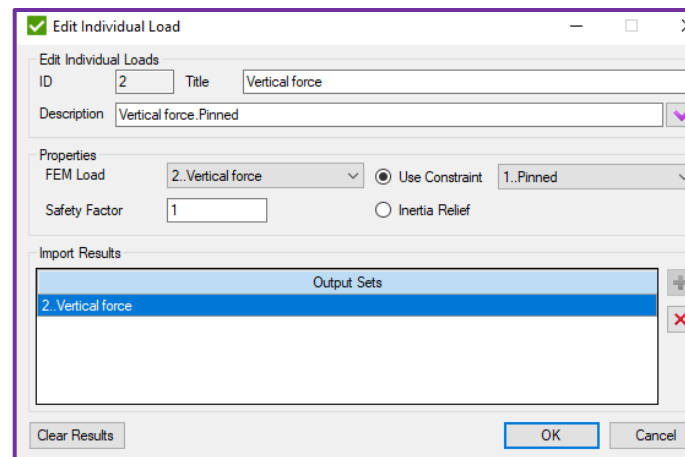 Edit Individual Load
Edit Individual Loads
ID 2 Title Vertical force
Description Vertical force.Pinned
Properties
FEM Load 2..Vertical force Use Constraint 1..Pinned
Safety Factor 1 Inertia Relief
Import Results
Output Sets
2..Vertical force
Clear Results OK Cancel